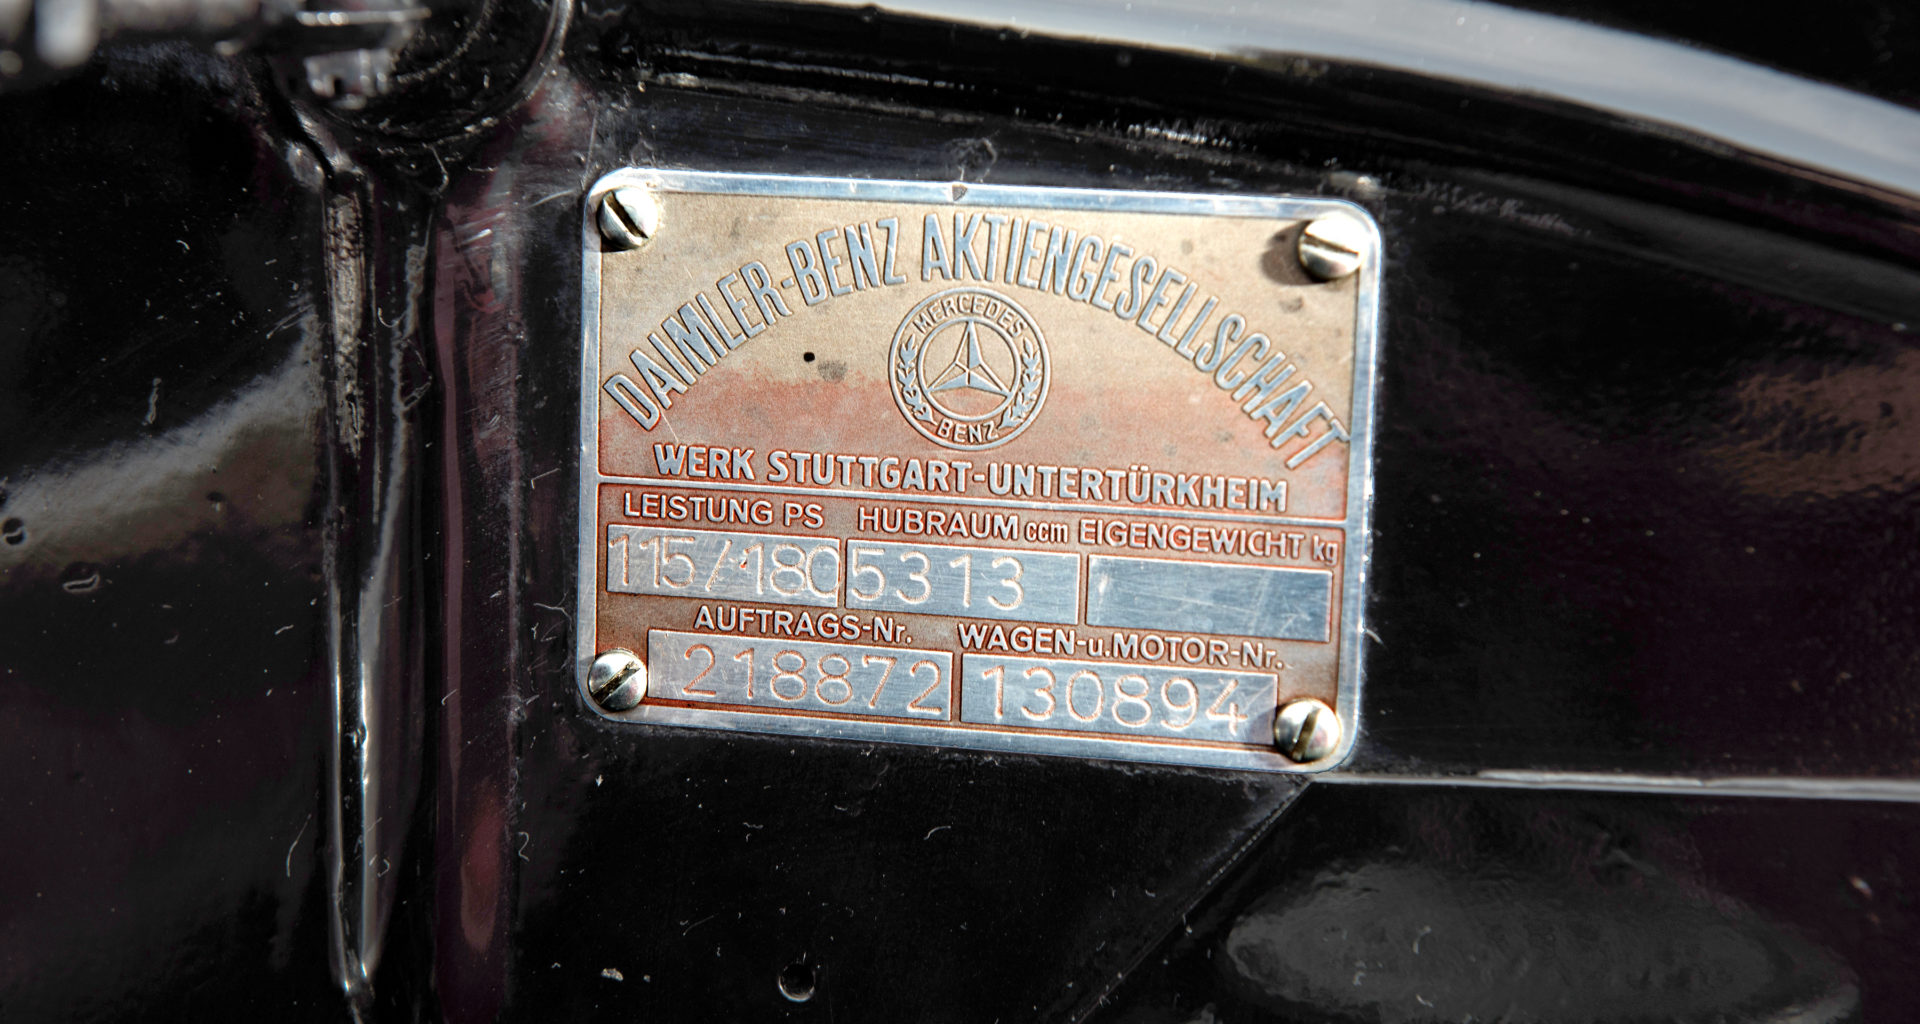 DAIMLER-BENZ AKTIENGESELLSCHAFT
MERCEDES
BENZ
WERK STUTTGART-UNTERTÜRKHEIM
LEISTUNG PS HUBRAUM ccm EIGENGEWICHT kg
115/180 5313
AUFTRAGS-Nr. WAGEN-u.MOTOR-Nr.
218872 130894